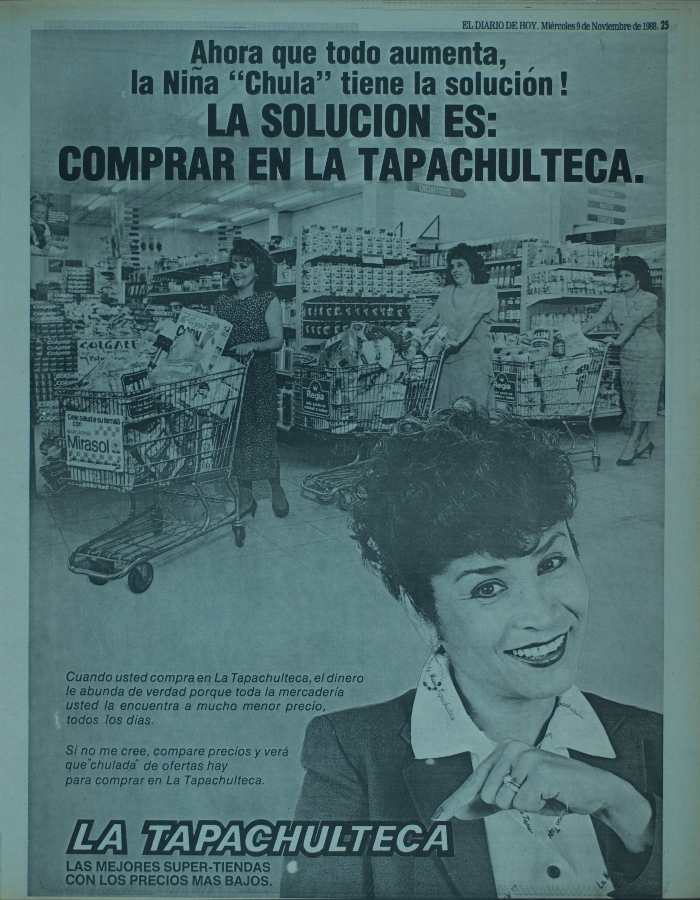 EL DIARIO DE HOY. Miércoles 9 de Noviembre de 1988. 25
Ahora que todo aumenta,
la Niña “Chula” tiene la solución!
LA SOLUCION ES:
COMPRAR EN LA TAPACHULTECA.
COLGATE
Mirasol
Regia
Regia
Cuando usted compra en La Tapachulteca, el dinero
le abunda de verdad porque toda la mercadería
usted la encuentra a mucho menor precio,
todos los días.
Si no me cree, compare precios y verá
que "chulada" de ofertas hay
para comprar en La Tapachulteca.
LA TAPACHULTECA
LAS MEJORES SUPER-TIENDAS
CON LOS PRECIOS MAS BAJOS.